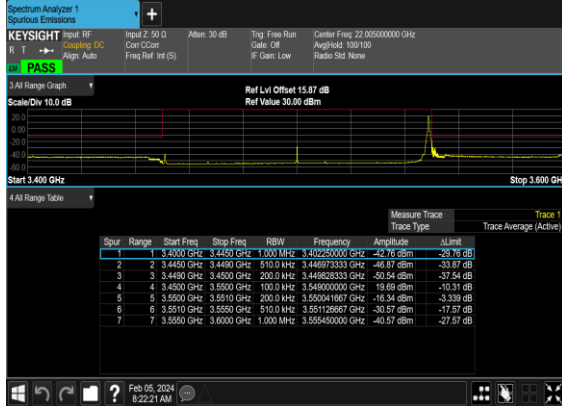 Spectrum Analyzer 1
Spurious Emissions
+
KEYSIGHT
R T
PASS
Input: RF
Coupling: DC
Align: Auto
Input Z: 50 Ω
Corr CCorr
Freq Ref: Int (S)
Atten: 30 dB
Trig: Free Run
Gate: Off
IF Gain: Low
Center Freq: 22.005000000 GHz
Avg|Hold: 100/100
Radio Std: None
3 All Range Graph
Scale/Div 10.0 dB
Ref Lvl Offset 15.87 dB
Ref Value 30.00 dBm
20.0
0.00
-20.0
-40.0
-60.0
Start 3.400 GHz
Stop 3.600 GH
4 All Range Table
Measure Trace Trace 1
Trace Type Trace Average (Active)
Spur Range Start Freq Stop Freq RBW Frequency Amplitude ΔLimit
1 1 3.4000 GHz 3.4450 GHz 1.000 MHz 3.402250000 GHz -42.76 dBm -29.76 dB
2 2 3.4450 GHz 3.4490 GHz 510.0 kHz 3.446973333 GHz -46.87 dBm -33.87 dB
3 3 3.4490 GHz 3.4500 GHz 200.0 kHz 3.449828333 GHz -50.54 dBm -37.54 dB
4 4 3.4500 GHz 3.5500 GHz 100.0 kHz 3.549000000 GHz 19.69 dBm -10.31 dB
5 5 3.5500 GHz 3.5510 GHz 200.0 kHz 3.550041667 GHz -16.34 dBm -3.339 dB
6 6 3.5510 GHz 3.5550 GHz 510.0 kHz 3.551126667 GHz -30.57 dBm -17.57 dB
7 7 3.5550 GHz 3.6000 GHz 1.000 MHz 3.555450000 GHz -40.57 dBm -27.57 dB
?
Feb 05, 2024
8:22:21 AM